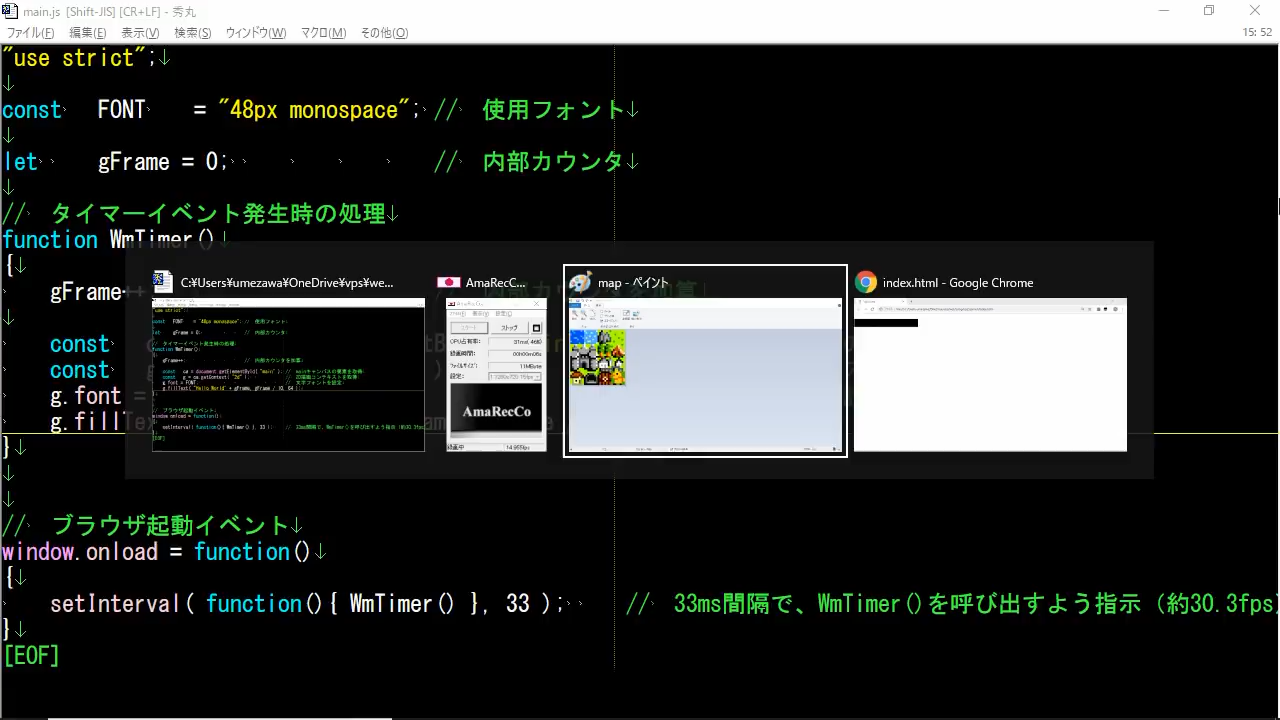 main.js [Shift-JIS] [CR+LF] - 秀丸
ファイル(F) 編集(E) 表示(V) 検索(S) ウィンドウ(W) マクロ(M) その他(O) 15: 52
"use strict";↓
↓
const FONT = "48px monospace"; // 使用フォント↓
↓
let gFrame = 0; // 内部カウンタ↓
↓
// タイマーイベント発生時の処理↓
function WmTimer()↓
{↓
C:¥Users¥umezawa¥OneDrive¥vps¥we... AmaRecC... map - ペイント index.html - Google Chrome
gFrame++
const
const
g.font =
g.fillTex
AmaRecCo
}↓
↓
↓
// ブラウザ起動イベント↓
window.onload = function()↓
{↓
setInterval( function(){ WmTimer() }, 33 ); // 33ms間隔で、WmTimer()を呼び出すよう指示（約30.3fps）
}↓
[EOF]